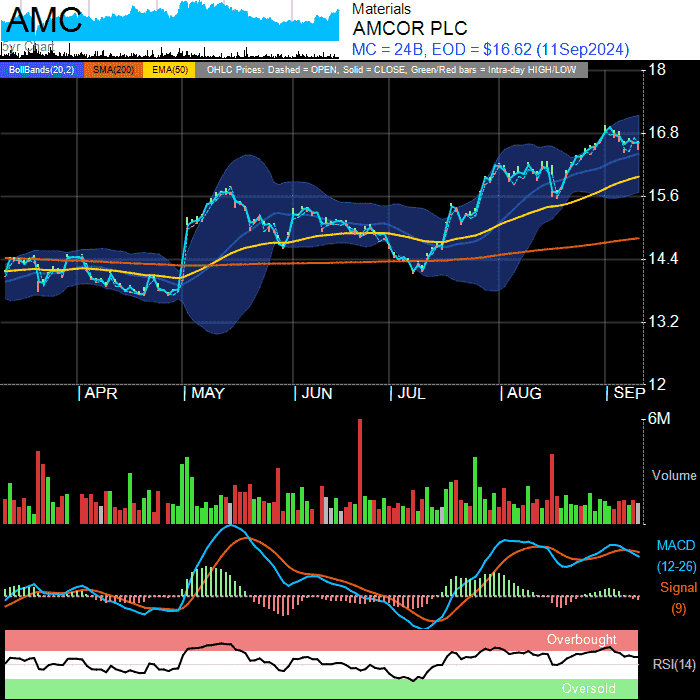 AMC
Materials
AMCOR PLC
MC = 24B, EOD = $16.62 (11Sep2024)
BollBands(20,2) SMA(200) EMA(50) OHLC Prices: Dashed = OPEN, Solid = CLOSE, Green/Red bars = Intra-day HIGH/LOW
18
16.8
15.6
14.4
13.2
12
APR MAY JUN JUL AUG SEP
6M
Volume
MACD
(12-26)
Signal
(9)
Overbought
RSI(14)
Oversold